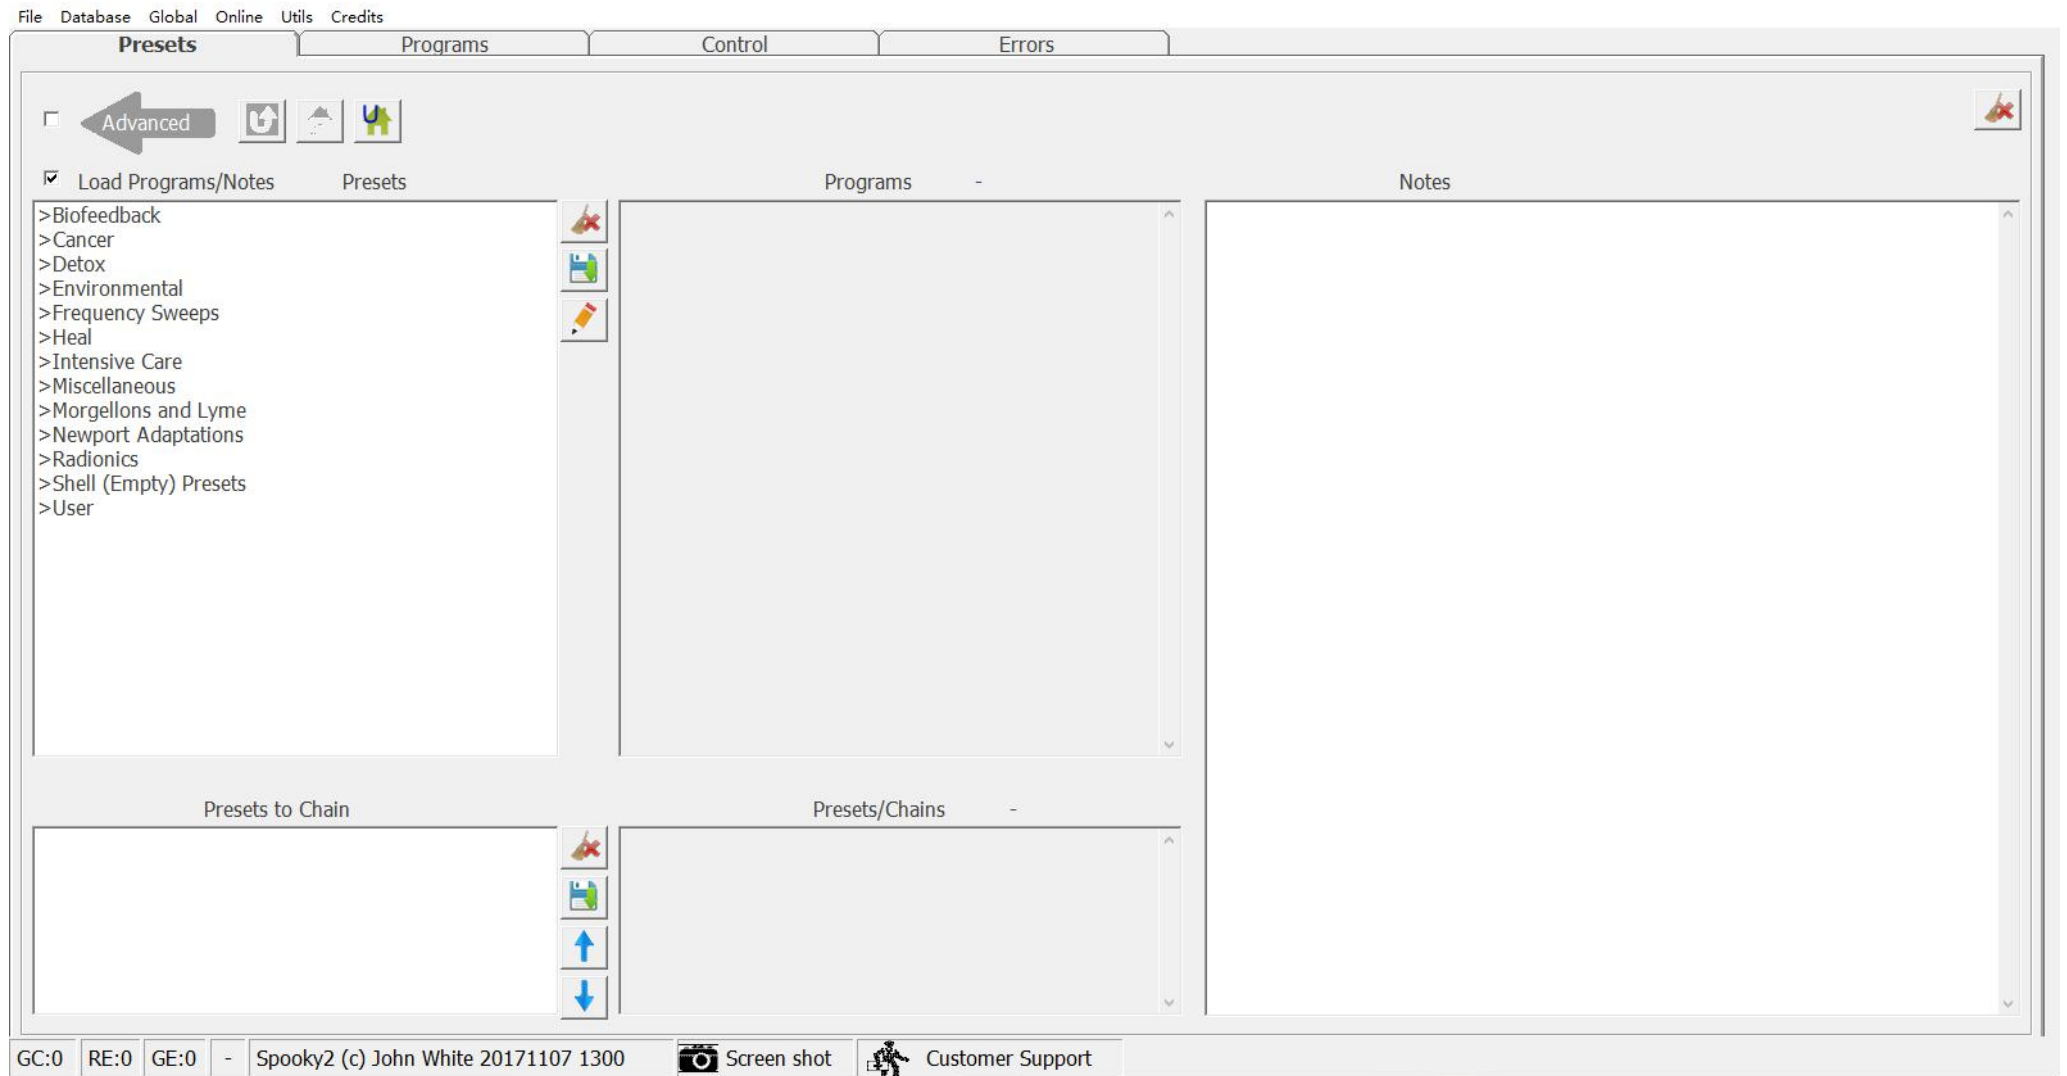 File Database Global Online Utils Credits
Presets Programs Control Errors
Advanced
U
Load Programs/Notes Presets Programs - Notes
>Biofeedback
>Cancer
>Detox
>Environmental
>Frequency Sweeps
>Heal
>Intensive Care
>Miscellaneous
>Morgellons and Lyme
>Newport Adaptations
>Radionics
>Shell (Empty) Presets
>User
Presets to Chain Presets/Chains -
GC:0 RE:0 GE:0 - Spooky2 (c) John White 20171107 1300 Screen shot Customer Support